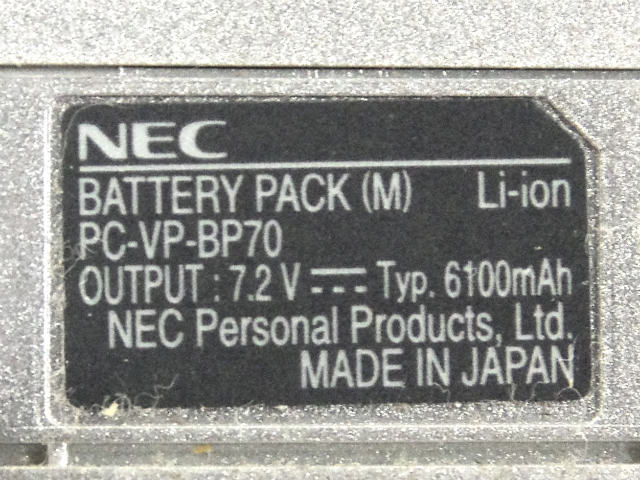 NEC
BATTERY PACK (M) Li-ion
PC-VP-BP70
OUTPUT : 7.2 V ⎓ Typ. 6100mAh
NEC Personal Products, Ltd.
MADE IN JAPAN